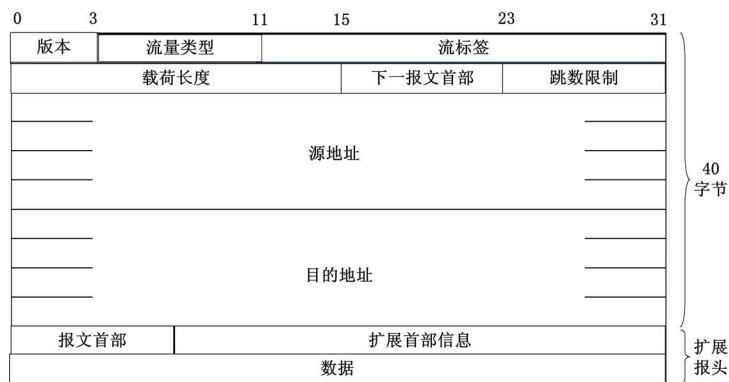 0 3 11 15 23 31
版本 流量类型 流标签
载荷长度 下一报文首部 跳数限制
源地址
40
字节
目的地址
报文首部 扩展首部信息
扩展
报头
数据